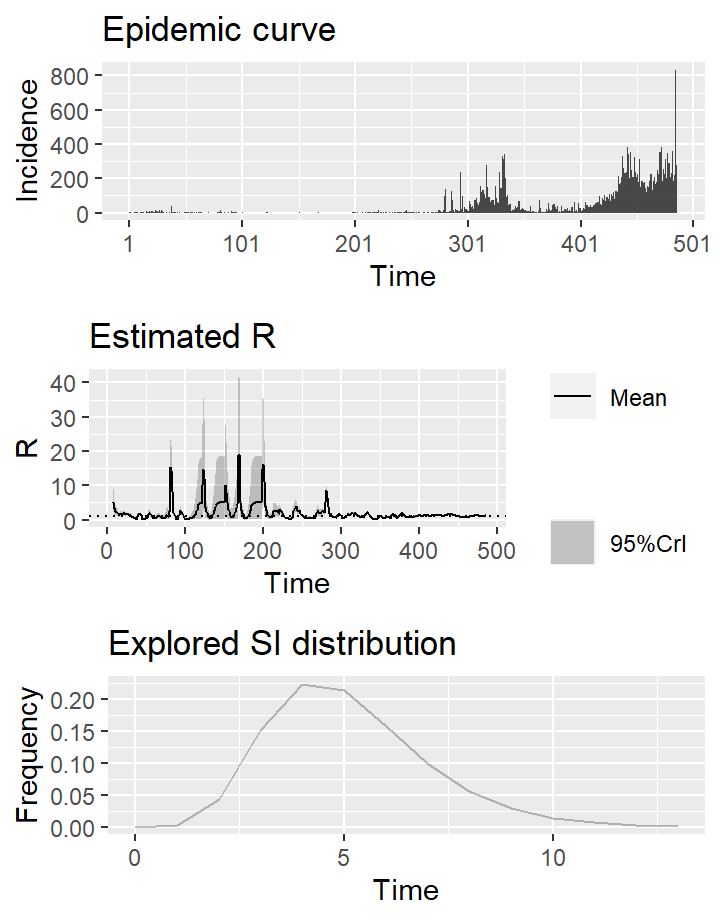 Epidemic curve
Incidence
800
600
400
200
0
1 101 201 301 401 501
Time
Estimated R
R
40
30
20
10
0
0 100 200 300 400 500
Time
Mean
95%CrI
Explored SI distribution
Frequency
0.20
0.15
0.10
0.05
0.00
0 5 10
Time